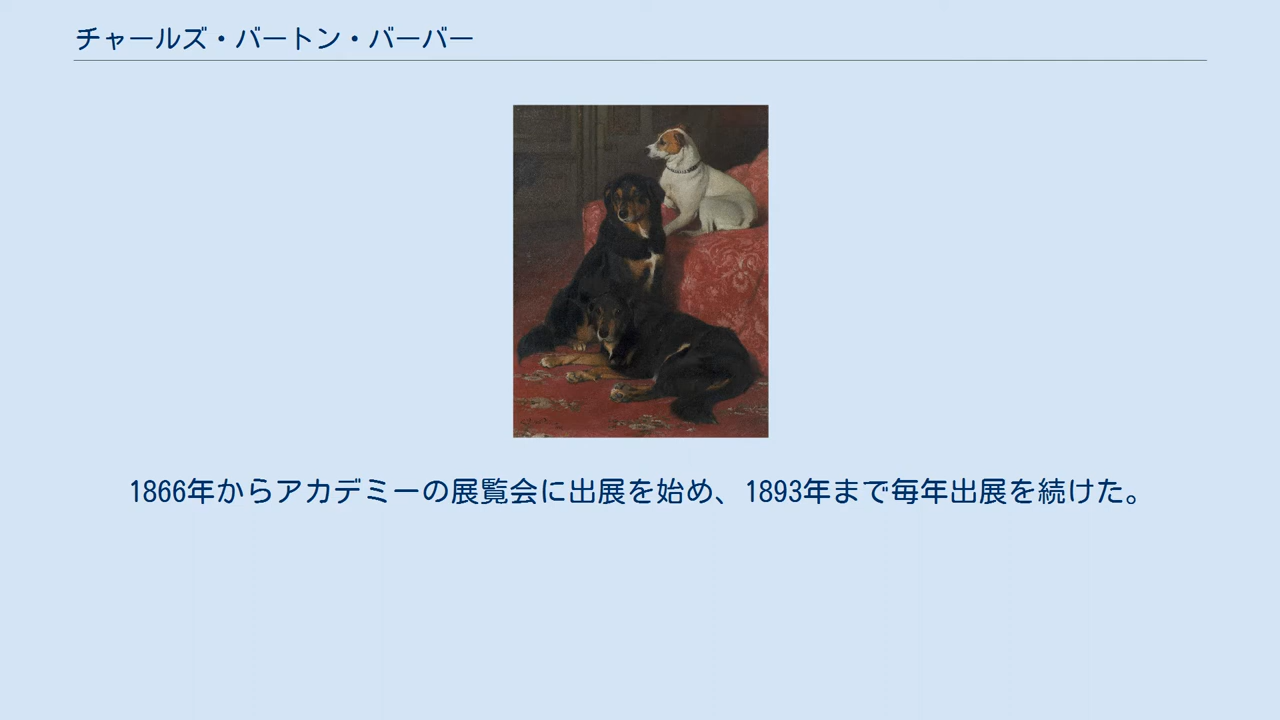 チャールズ・バートン・バーバー
1866年からアカデミーの展覧会に出展を始め、1893年まで毎年出展を続けた。